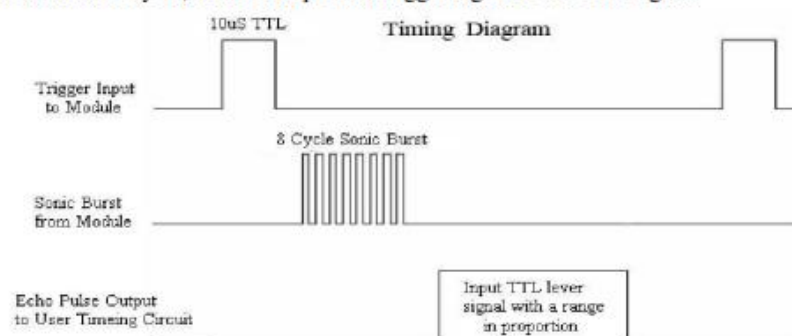 10uS TTL
Timing Diagram
Trigger Input
to Module
8 Cycle Sonic Burst
Sonic Burst
from Module
Input TTL lever
signal with a range
in proportion
Echo Pulse Output
to User Timeing Circuit